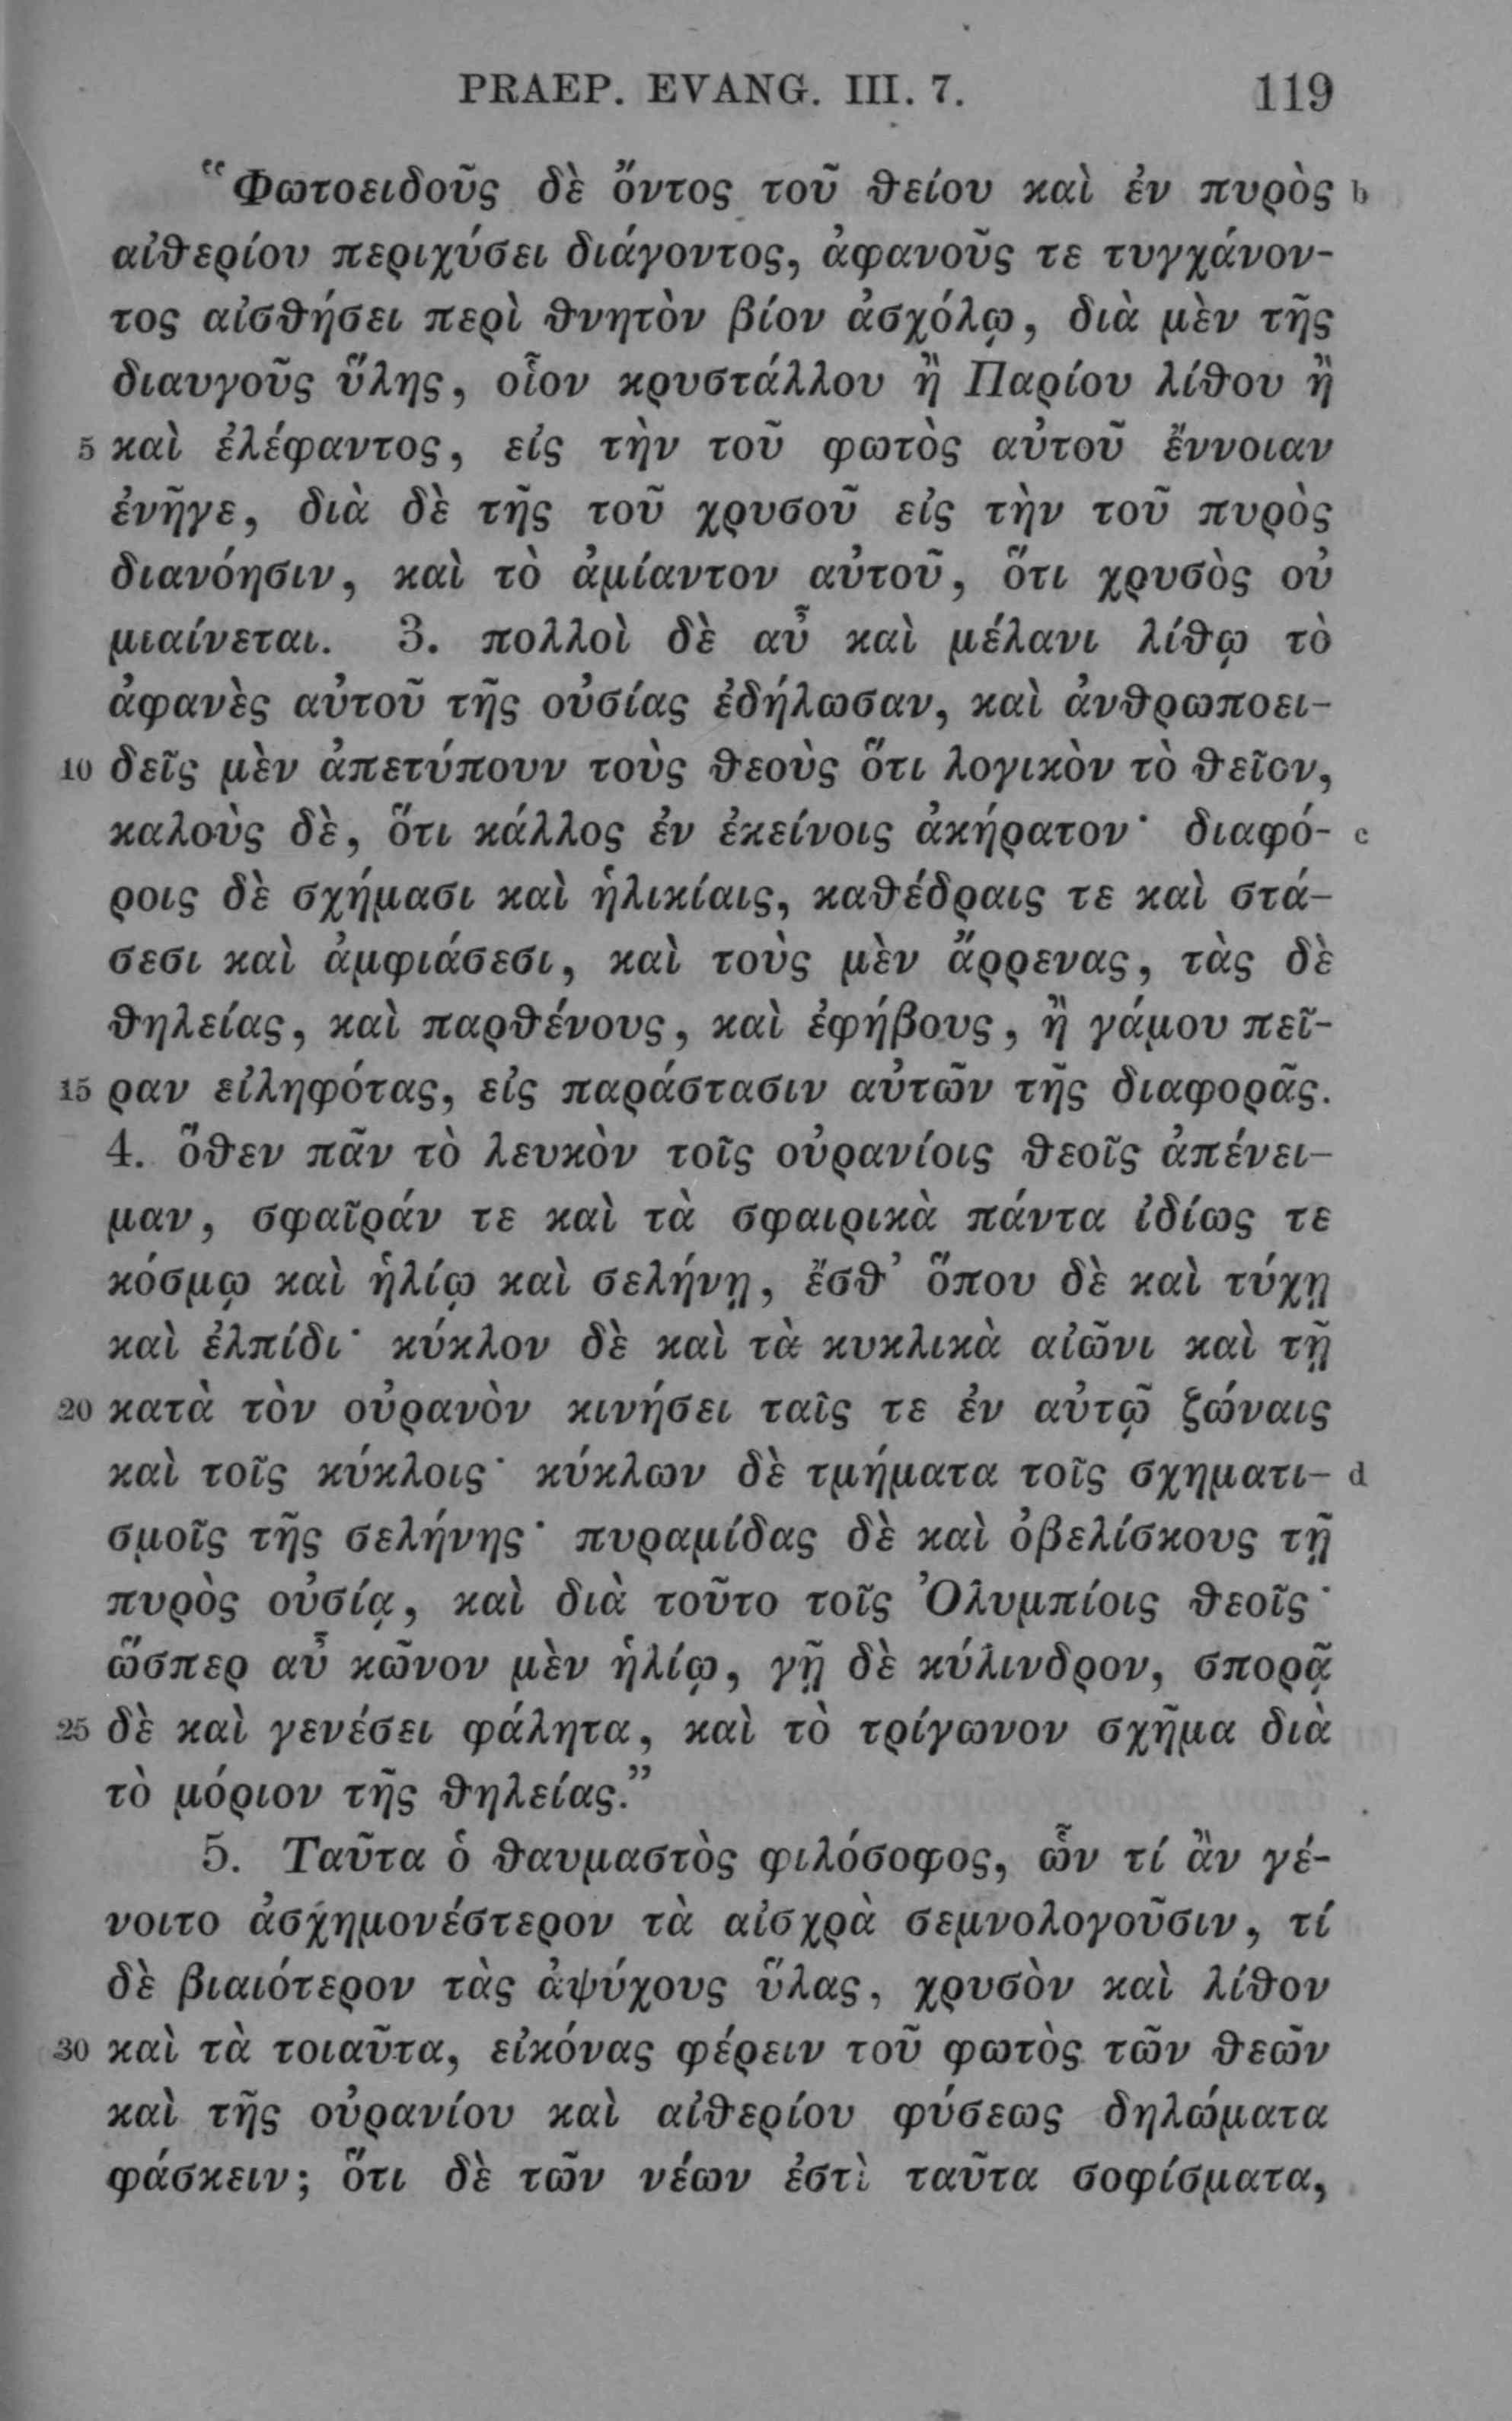 PRAEP. EVANG. III. 7. 119
“Φωτοειδοῦς δὲ ὄντος τοῦ θείου καὶ ἐν πυρὸς b
αἰθερίου περιχύσει διάγοντος, ἀφανοῦς τε τυγχάνον-
τος αἰσθήσει περὶ θνητὸν βίον ἀσχόλῳ, διὰ μὲν τῆς
διαυγοῦς ὕλης, οἷον κρυστάλλου ἢ Παρίου λίθου ἢ
5 καὶ ἐλέφαντος, εἰς τὴν τοῦ φωτὸς αὐτοῦ ἔννοιαν
ἐνῆγε, διὰ δὲ τῆς τοῦ χρυσοῦ εἰς τὴν τοῦ πυρὸς
διανόησιν, καὶ τὸ ἀμίαντον αὐτοῦ, ὅτι χρυσὸς οὐ
μιαίνεται. 3. πολλοὶ δὲ αὖ καὶ μέλανι λίθῳ τὸ
ἀφανὲς αὐτοῦ τῆς οὐσίας ἐδήλωσαν, καὶ ἀνθρωποει-
10 δεῖς μὲν ἀπετύπουν τοὺς θεοὺς ὅτι λογικὸν τὸ θεῖον,
καλοὺς δὲ, ὅτι κάλλος ἐν ἐκείνοις ἀκήρατον· διαφό- c
ροις δὲ σχήμασι καὶ ἡλικίαις, καθέδραις τε καὶ στά-
σεσι καὶ ἀμφιάσεσι, καὶ τοὺς μὲν ἄρρενας, τὰς δὲ
θηλείας, καὶ παρθένους, καὶ ἐφήβους, ἢ γάμου πεῖ-
15 ραν εἰληφότας, εἰς παράστασιν αὐτῶν τῆς διαφορᾶς.
4. ὅθεν πᾶν τὸ λευκὸν τοῖς οὐρανίοις θεοῖς ἀπένει-
μαν, σφαῖράν τε καὶ τὰ σφαιρικὰ πάντα ἰδίως τε
κόσμῳ καὶ ἡλίῳ καὶ σελήνῃ, ἔσθ’ ὅπου δὲ καὶ τύχῃ
καὶ ἐλπίδι· κύκλον δὲ καὶ τὰ κυκλικὰ αἰῶνι καὶ τῇ
20 κατὰ τὸν οὐρανὸν κινήσει ταῖς τε ἐν αὐτῷ ζώναις
καὶ τοῖς κύκλοις· κύκλων δὲ τμήματα τοῖς σχηματι- d
σμοῖς τῆς σελήνης· πυραμίδας δὲ καὶ ὀβελίσκους τῇ
πυρὸς οὐσίᾳ, καὶ διὰ τοῦτο τοῖς Ὀλυμπίοις θεοῖς·
ὥσπερ αὖ κῶνον μὲν ἡλίῳ, γῇ δὲ κύλινδρον, σπορᾷ
25 δὲ καὶ γενέσει φάλητα, καὶ τὸ τρίγωνον σχῆμα διὰ
τὸ μόριον τῆς θηλείας.”
5. Ταῦτα ὁ θαυμαστὸς φιλόσοφος, ὧν τί ἂν γέ-
νοιτο ἀσχημονέστερον τὰ αἰσχρὰ σεμνολογοῦσιν, τί
δὲ βιαιότερον τὰς ἀψύχους ὕλας, χρυσὸν καὶ λίθον
30 καὶ τὰ τοιαῦτα, εἰκόνας φέρειν τοῦ φωτὸς τῶν θεῶν
καὶ τῆς οὐρανίου καὶ αἰθερίου φύσεως δηλώματα
φάσκειν; ὅτι δὲ τῶν νέων ἐστὶ ταῦτα σοφίσματα,